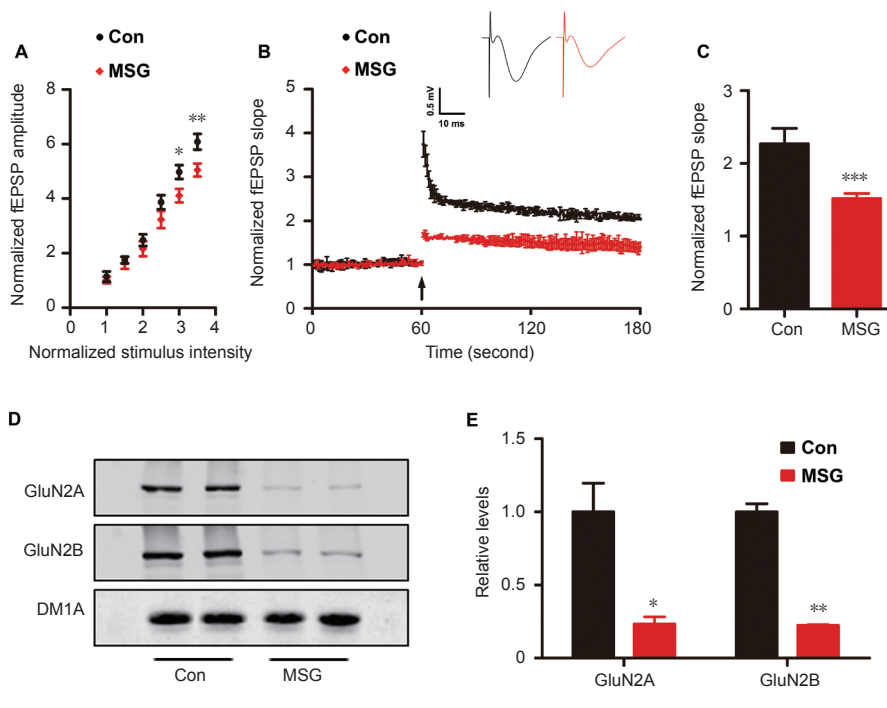 A
Con
MSG
Normalized fEPSP amplitude
8
6
4
2
0
0 1 2 3 4
* **
Normalized stimulus intensity
B
Con
MSG
0.5 mV
10 ms
Normalized fEPSP slope
5
4
3
2
1
0
0 60 120 180
Time (second)
C
Normalized fEPSP slope
3
2
1
0
***
Con MSG
D
GluN2A
GluN2B
DM1A
Con MSG
E
Con
MSG
Relative levels
1.5
1.0
0.5
0
* **
GluN2A GluN2B